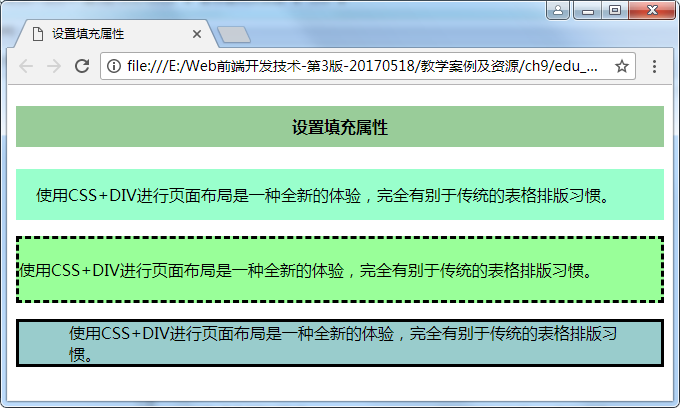 设置填充属性
file:///E:/Web前端开发技术-第3版-20170518/教学案例及资源/ch9/edu_...
设置填充属性
使用CSS+DIV进行页面布局是一种全新的体验，完全有别于传统的表格排版习惯。
使用CSS+DIV进行页面布局是一种全新的体验，完全有别于传统的表格排版习惯。
使用CSS+DIV进行页面布局是一种全新的体验，完全有别于传统的表格排版习
惯。